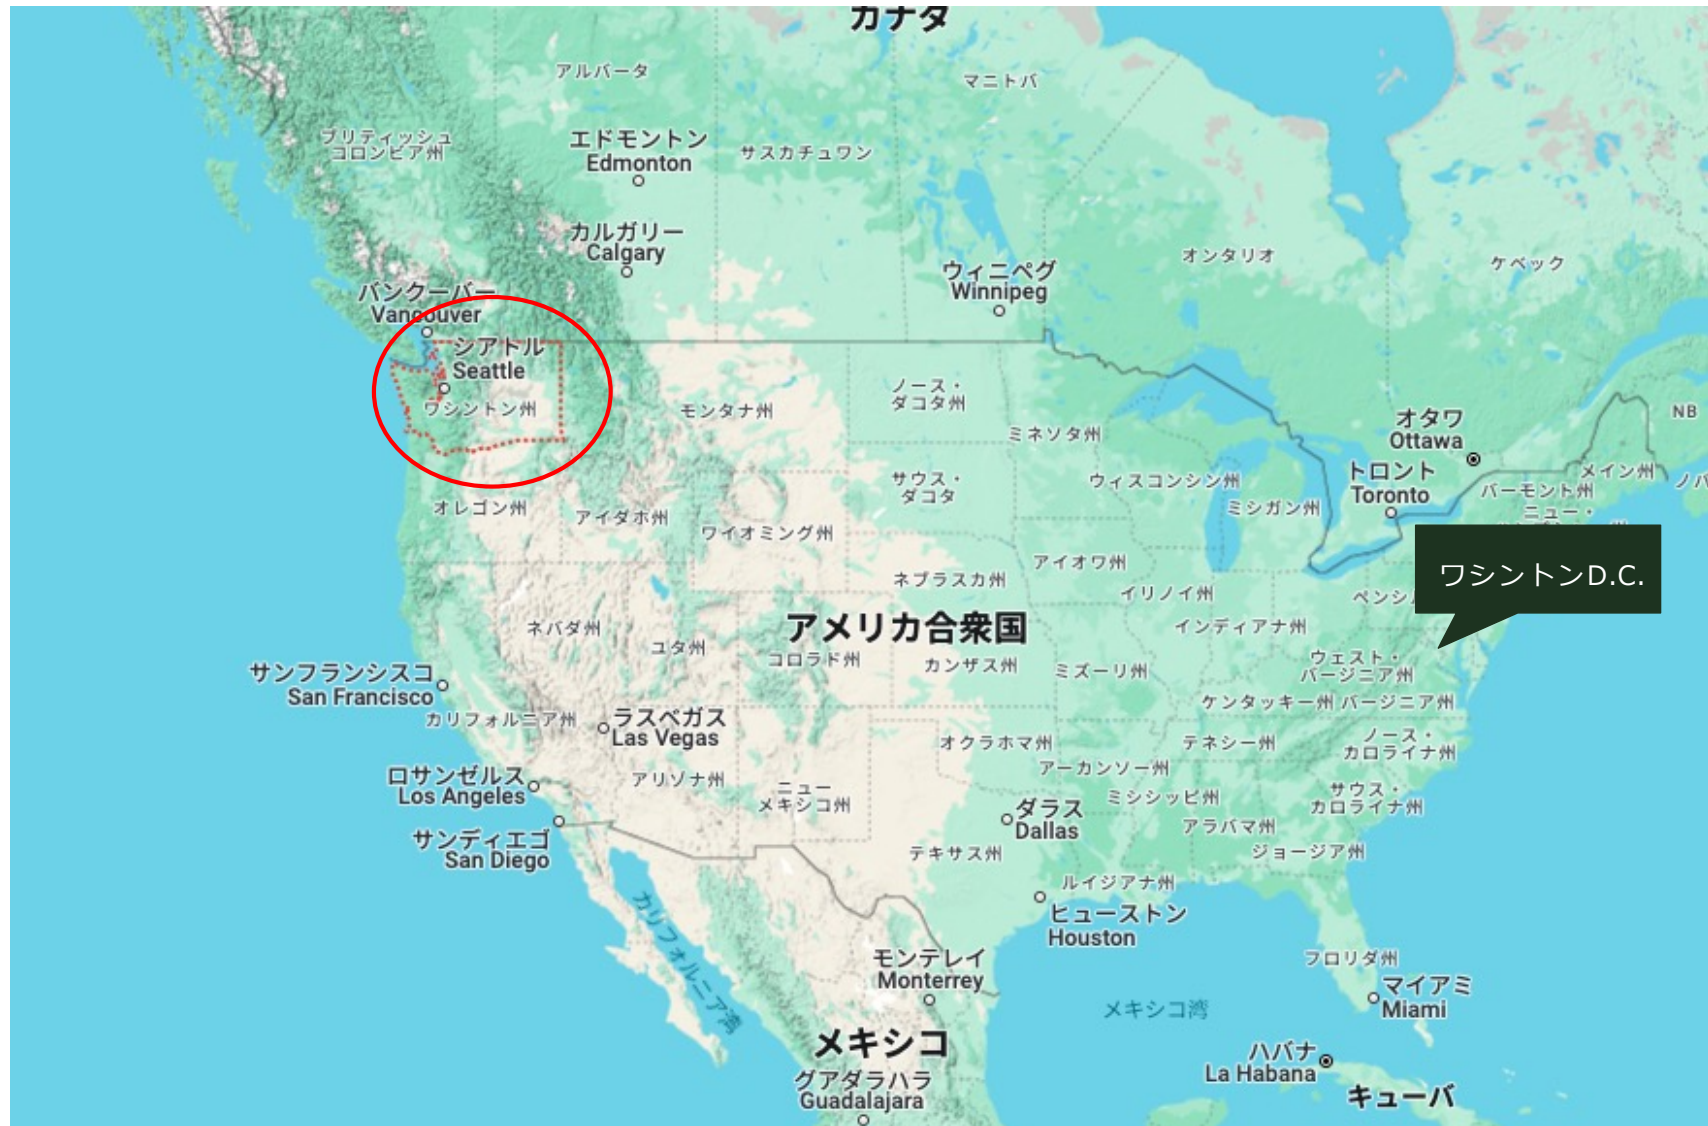 カナダ
アルバータ
マニトバ
ブリティッシュ
コロンビア州
エドモントン
Edmonton
サスカチュワン
カルガリー
Calgary
ウィニペグ
Winnipeg
オンタリオ
ケベック
バンクーバー
Vancouver
シアトル
Seattle
ワシントン州
モンタナ州
ノース・
ダコタ州
ミネソタ州
オタワ
Ottawa
NB
トロント
Toronto
メイン州
バーモント州
ニュー・
サウス・
ダコタ
ウィスコンシン州
ミシガン州
オレゴン州
アイダホ州
ワイオミング州
ワシントンD.C.
アイオワ州
ネブラスカ州
イリノイ州
ペンシ
ネバダ州
ユタ州
アメリカ合衆国
コロラド州
カンザス州
ミズーリ州
インディアナ州
ウェスト・
バージニア州
ケンタッキー州
バージニア州
サンフランシスコ
San Francisco
カリフォルニア州
ラスベガス
Las Vegas
オクラホマ州
テネシー州
ノース・
カロライナ州
ロサンゼルス
Los Angeles
アリゾナ州
ニュー
メキシコ州
アーカンソー州
ミシシッピ州
サウス・
カロライナ州
サンディエゴ
San Diego
ダラス
Dallas
アラバマ州
テキサス州
ジョージア州
ルイジアナ州
ヒューストン
Houston
カリフォルニア湾
モンテレイ
Monterrey
フロリダ州
マイアミ
Miami
メキシコ湾
メキシコ
ハバナ
La Habana
グアダラハラ
Guadalajara
キューバ